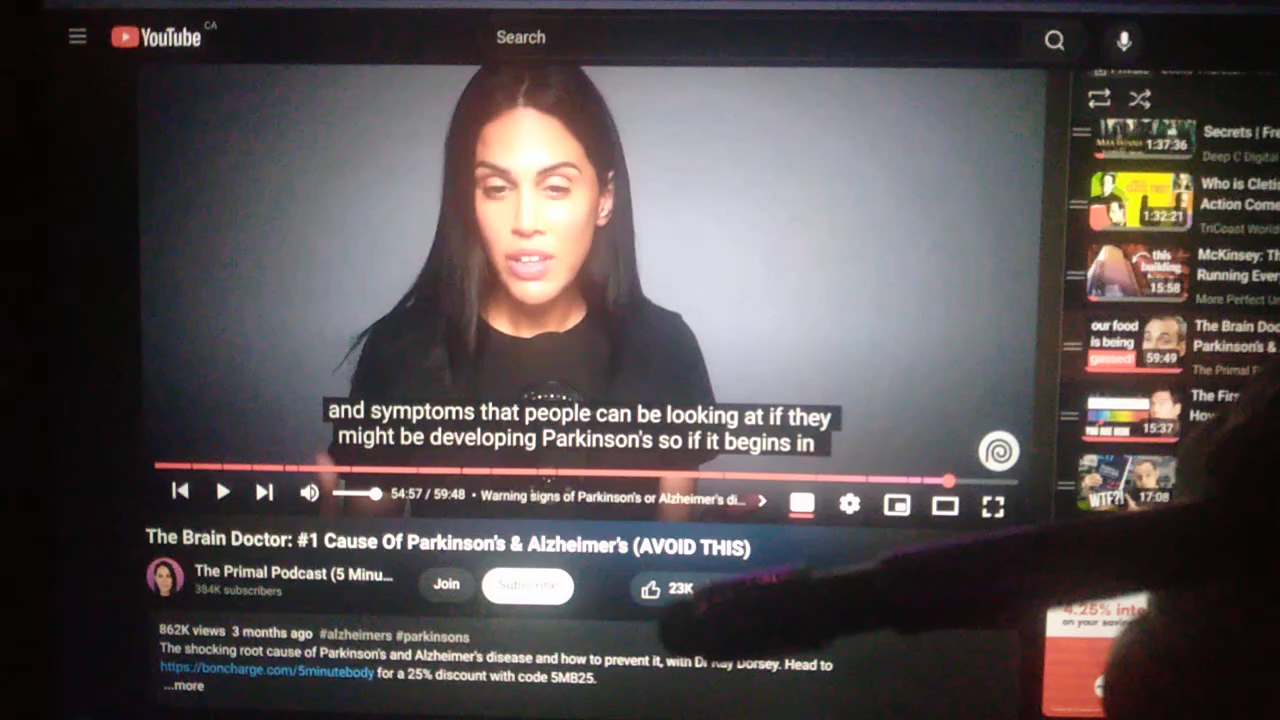 YouTube CA
Search
Secrets | Fre
1:37:36
Deep C Digital
Who is Cleti
Action Come
1:32:21
TriCoast World
this
building
15:58
McKinsey: Th
Running Ever
More Perfect Un
our food
is being
gassed!
59:49
The Brain Doc
Parkinson's &
The Primal P
The Firs
How
YOU ARE HERE
15:37
WTF?!
17:08
and symptoms that people can be looking at if they
might be developing Parkinson's so if it begins in
54:57 / 59:48 • Warning signs of Parkinson's or Alzheimer's di...
The Brain Doctor: #1 Cause Of Parkinson's & Alzheimer's (AVOID THIS)
The Primal Podcast (5 Minu...
384K subscribers
Join
Subscribe
23K
862K views 3 months ago #alzheimers #parkinsons
The shocking root cause of Parkinson's and Alzheimer's disease and how to prevent it, with Dr Ray Dorsey. Head to
https://boncharge.com/5minutebody for a 25% discount with code 5MB25.
...more
4.25% inte
on your savin